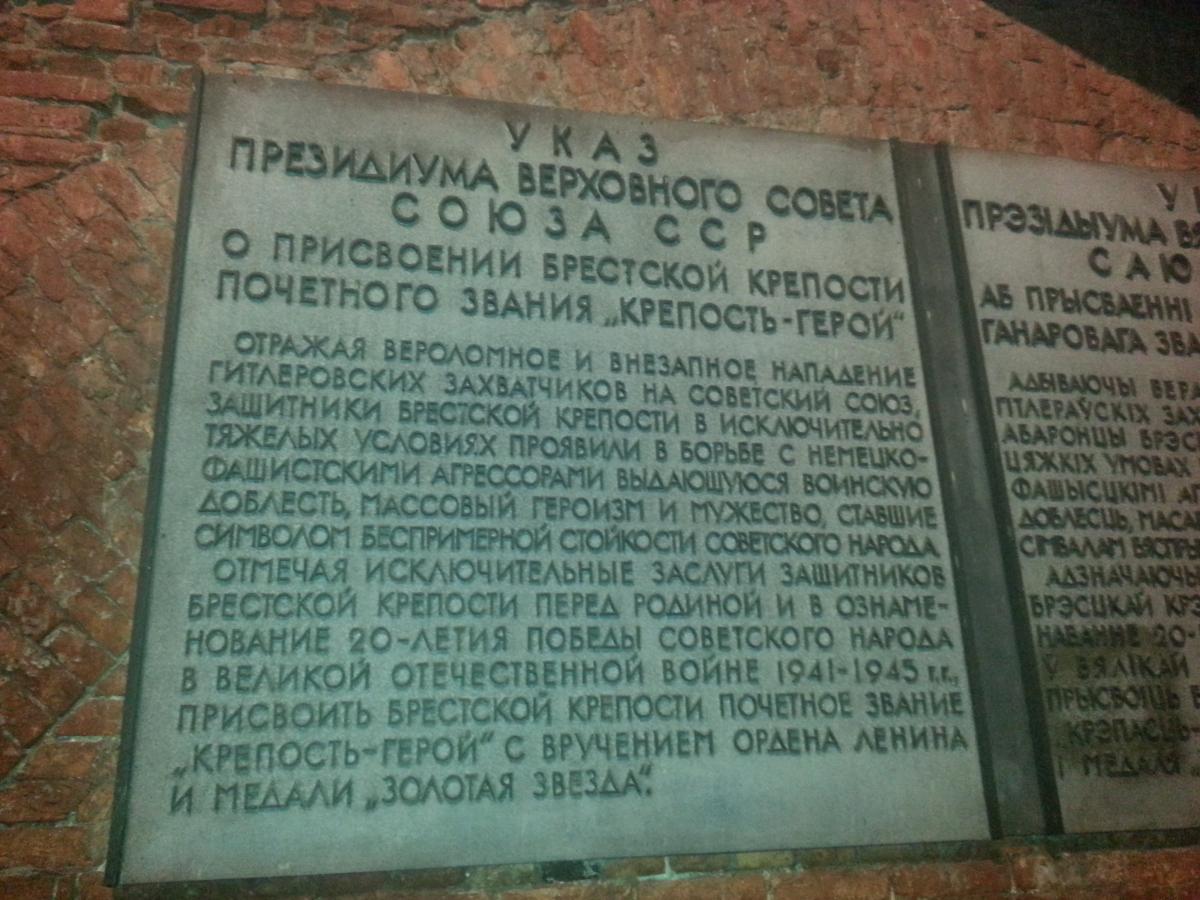 УКАЗ
ПРЕЗИДИУМА ВЕРХОВНОГО СОВЕТА
СОЮЗА ССР
О ПРИСВОЕНИИ БРЕСТСКОЙ КРЕПОСТИ
ПОЧЕТНОГО ЗВАНИЯ „КРЕПОСТЬ-ГЕРОЙ“
ОТРАЖАЯ ВЕРОЛОМНОЕ И ВНЕЗАПНОЕ НАПАДЕНИЕ
ГИТЛЕРОВСКИХ ЗАХВАТЧИКОВ НА СОВЕТСКИЙ СОЮЗ,
ЗАЩИТНИКИ БРЕСТСКОЙ КРЕПОСТИ В ИСКЛЮЧИТЕЛЬНО
ТЯЖЕЛЫХ УСЛОВИЯХ ПРОЯВИЛИ В БОРЬБЕ С НЕМЕЦКО-
ФАШИСТСКИМИ АГРЕССОРАМИ ВЫДАЮЩУЮСЯ ВОИНСКУЮ
ДОБЛЕСТЬ, МАССОВЫЙ ГЕРОИЗМ И МУЖЕСТВО, СТАВШИЕ
СИМВОЛОМ БЕСПРИМЕРНОЙ СТОЙКОСТИ СОВЕТСКОГО НАРОДА.
ОТМЕЧАЯ ИСКЛЮЧИТЕЛЬНЫЕ ЗАСЛУГИ ЗАЩИТНИКОВ
БРЕСТСКОЙ КРЕПОСТИ ПЕРЕД РОДИНОЙ И В ОЗНАМЕ-
НОВАНИЕ 20-ЛЕТИЯ ПОБЕДЫ СОВЕТСКОГО НАРОДА
В ВЕЛИКОЙ ОТЕЧЕСТВЕННОЙ ВОЙНЕ 1941-1945 г.г.,
ПРИСВОИТЬ БРЕСТСКОЙ КРЕПОСТИ ПОЧЕТНОЕ ЗВАНИЕ
„КРЕПОСТЬ-ГЕРОЙ“ С ВРУЧЕНИЕМ ОРДЕНА ЛЕНИНА
И МЕДАЛИ „ЗОЛОТАЯ ЗВЕЗДА“.
ПРЭЗІДЫУМА
АБ ПРЫСВАЕННІ
ГАНАРОВАГА
АДБІВАЮЧЫ
ГІТЛЕРАЎСКІХ
АБАРОНЦЫ
ЦЯЖКІХ УМОВАХ
ФАШЫСЦКІМІ
ДОБЛЕСЦЬ,
СІМВАЛАМ
БРЭСЦКАЙ
НАВАННЕ 20-
Ў ВЯЛІКАЙ
ПРЫСВОІЦЬ
І МЕДАЛЯ